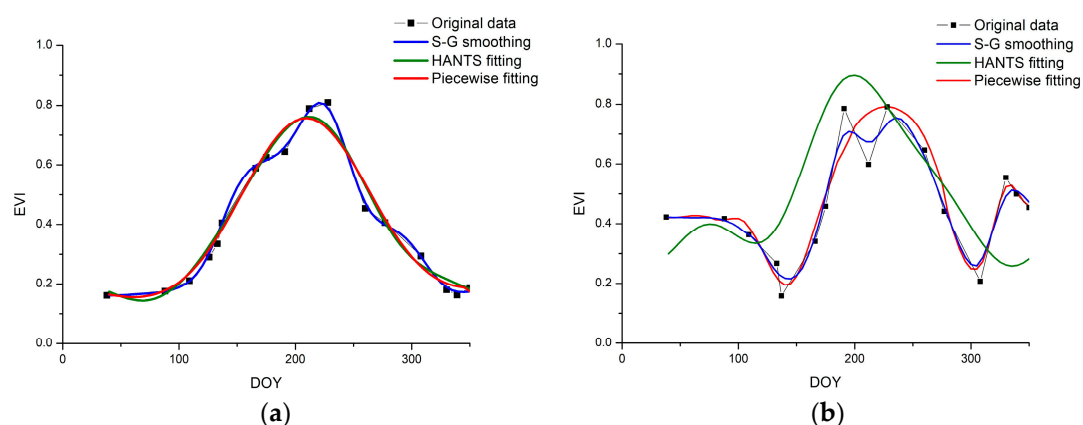 Original data
S-G smoothing
HANTS fitting
Piecewise fitting
1.0
0.8
0.6
0.4
0.2
0.0
EVI
0
100
200
300
DOY
(a)
Original data
S-G smoothing
HANTS fitting
Piecewise fitting
1.0
0.8
0.6
0.4
0.2
0.0
EVI
0
100
200
300
DOY
(b)